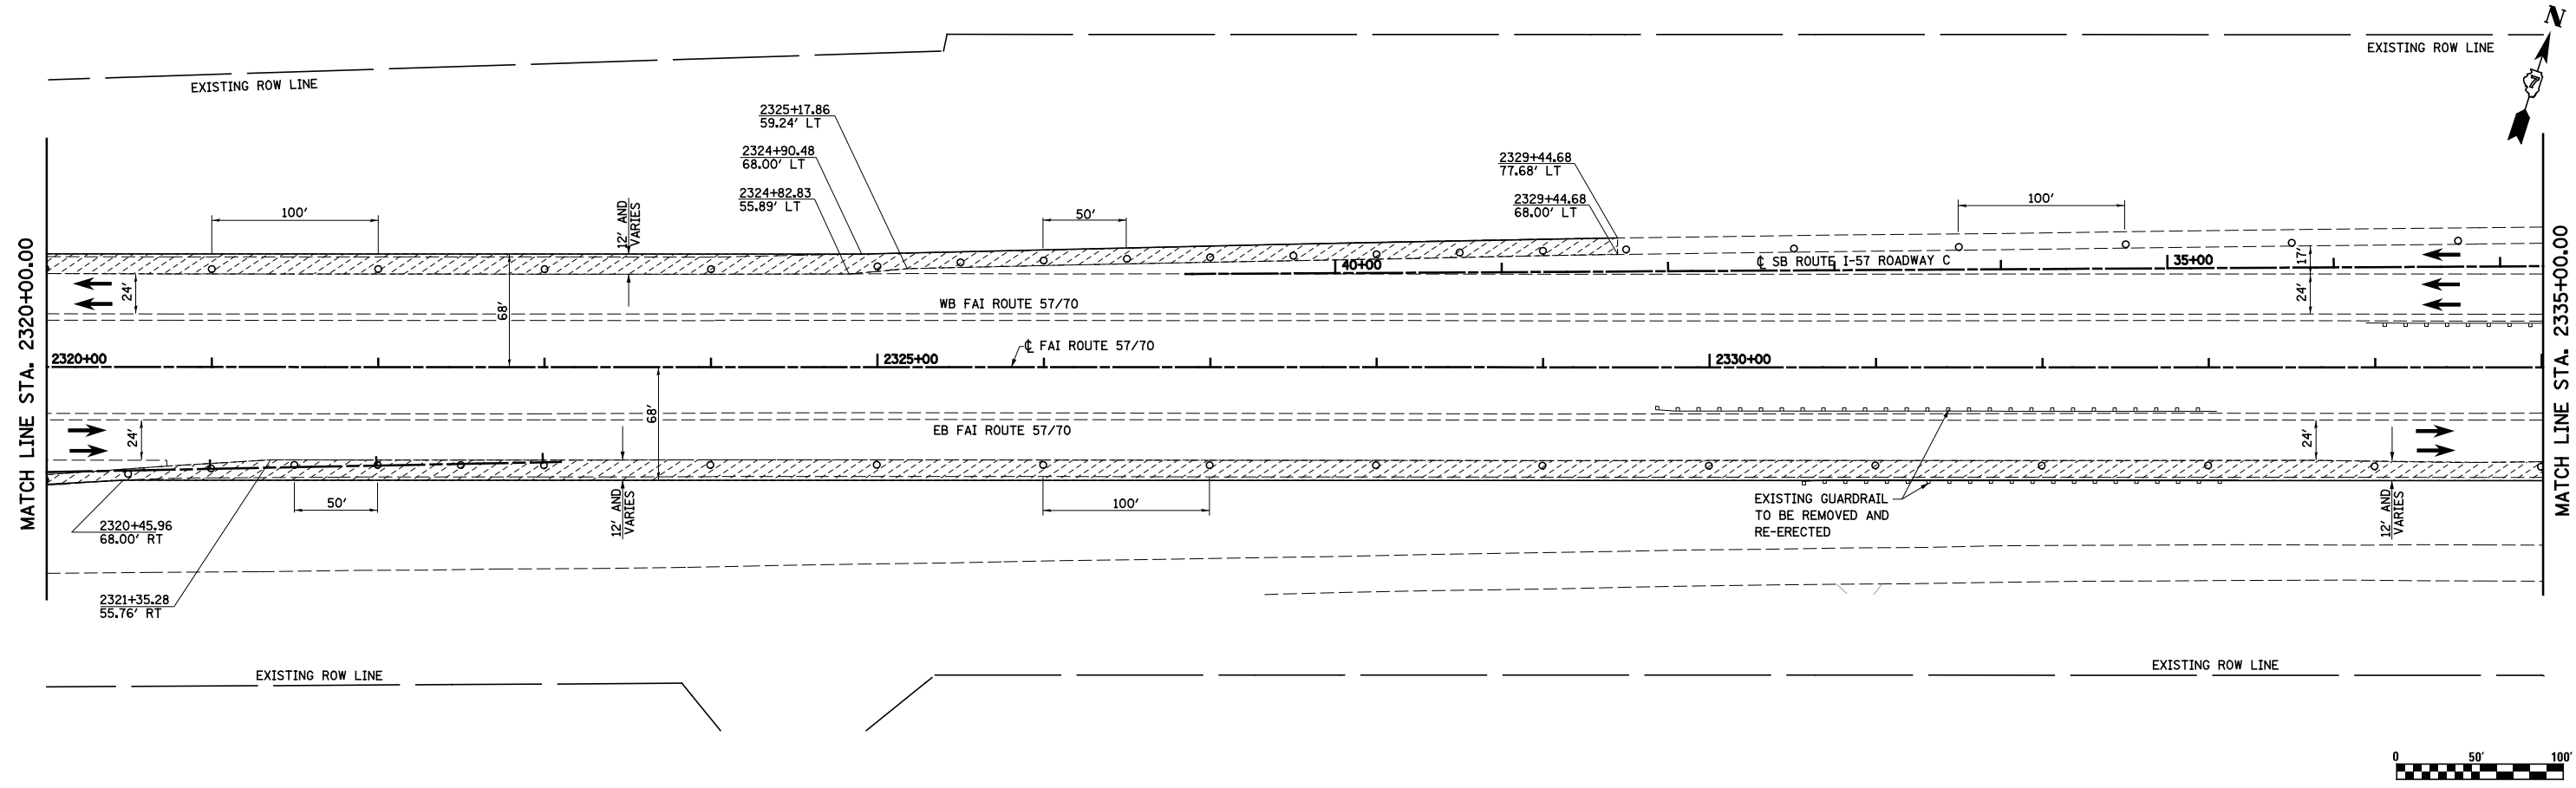 N
EXISTING ROW LINE
EXISTING ROW LINE
7
2325+17.86
59.24' LT
2324+90.48
68.00' LT
2324+82.83
55.89' LT
2329+44.68
77.68' LT
2329+44.68
68.00' LT
100'
12' AND
VARIES
50'
100'
MATCH LINE STA. 2320+00.00
MATCH LINE STA. 2335+00.00
40+00
℄ SB ROUTE I-57 ROADWAY C
35+00
17'
24'
68'
WB FAI ROUTE 57/70
24'
2320+00
2325+00
℄ FAI ROUTE 57/70
2330+00
24'
68'
EB FAI ROUTE 57/70
24'
50'
12' AND
VARIES
100'
EXISTING GUARDRAIL
TO BE REMOVED AND
RE-ERECTED
12' AND
VARIES
2320+45.96
68.00' RT
2321+35.28
55.76' RT
EXISTING ROW LINE
EXISTING ROW LINE
0 50' 100'